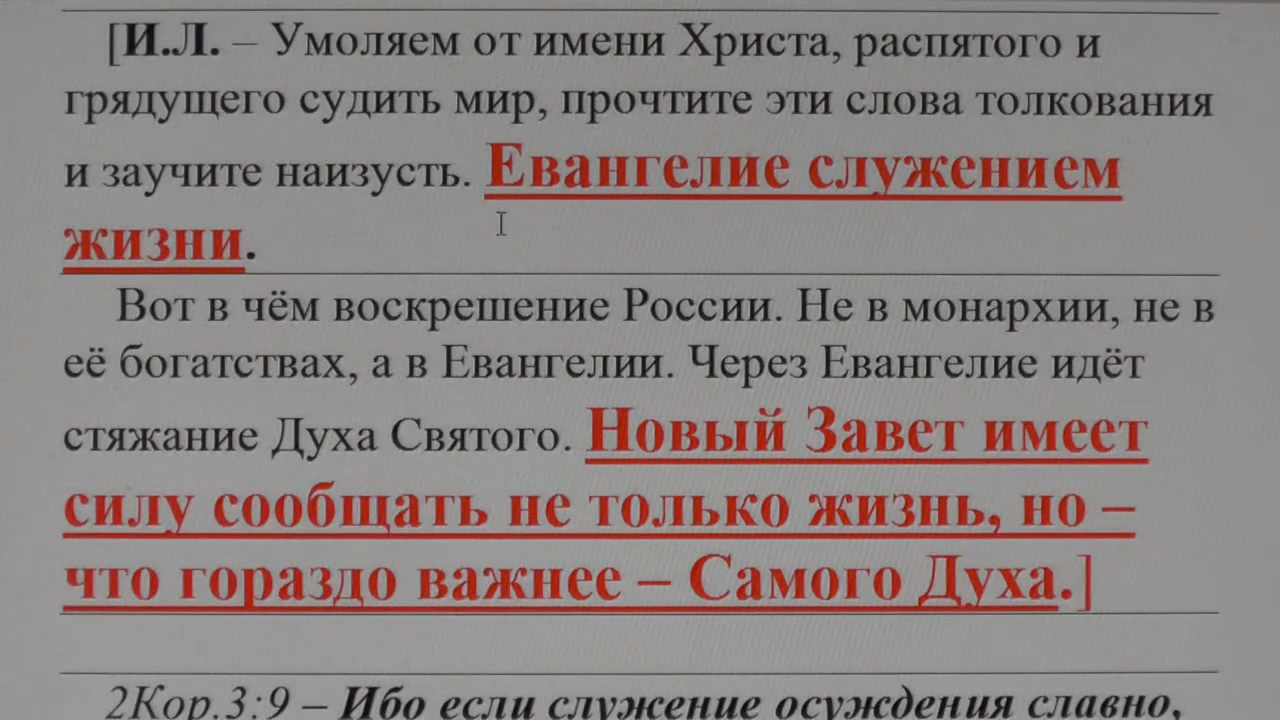 [И.Л. – Умоляем от имени Христа, распятого и
грядущего судить мир, прочтите эти слова толкования
и заучите наизусть. Евангелие служением
жизни.
Вот в чём воскрешение России. Не в монархии, не в
её богатствах, а в Евангелии. Через Евангелие идёт
стяжание Духа Святого. Новый Завет имеет
силу сообщать не только жизнь, но –
что гораздо важнее – Самого Духа.]
2Кор.3:9 – Ибо если служение осуждения славно,